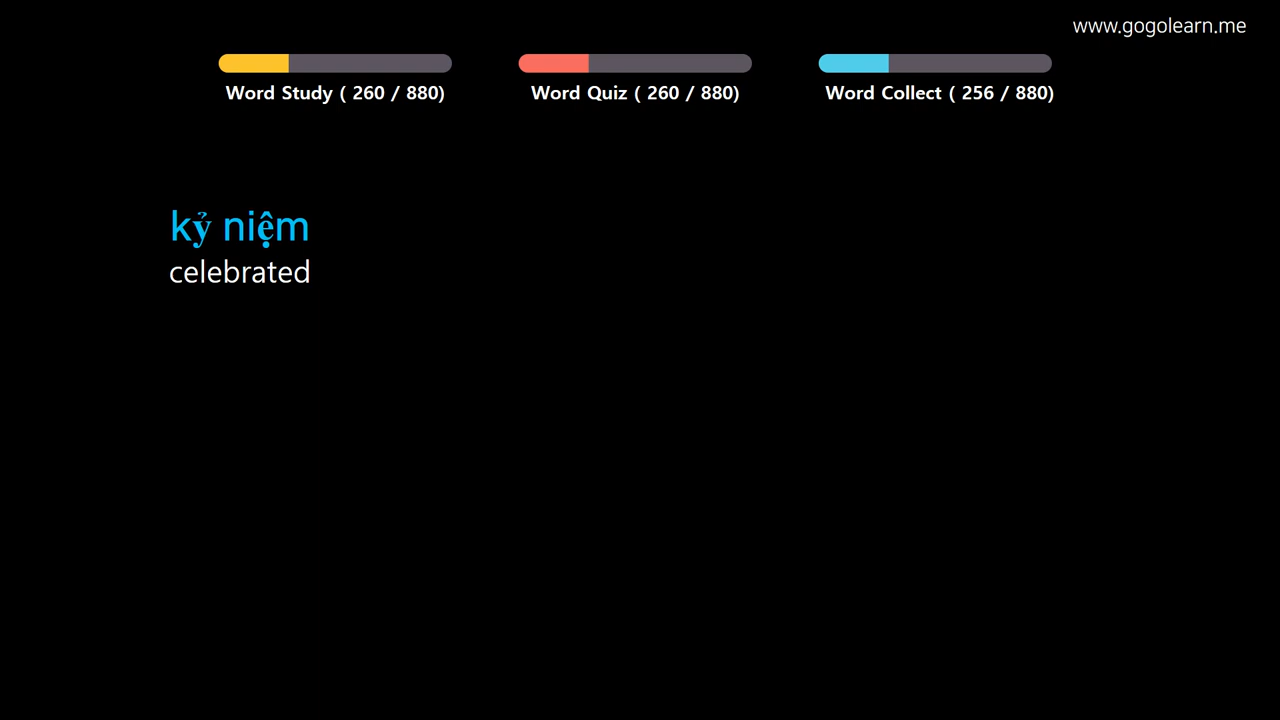 www.gogolearn.me
Word Study ( 260 / 880)
Word Quiz ( 260 / 880)
Word Collect ( 256 / 880)
kỷ niệm
celebrated